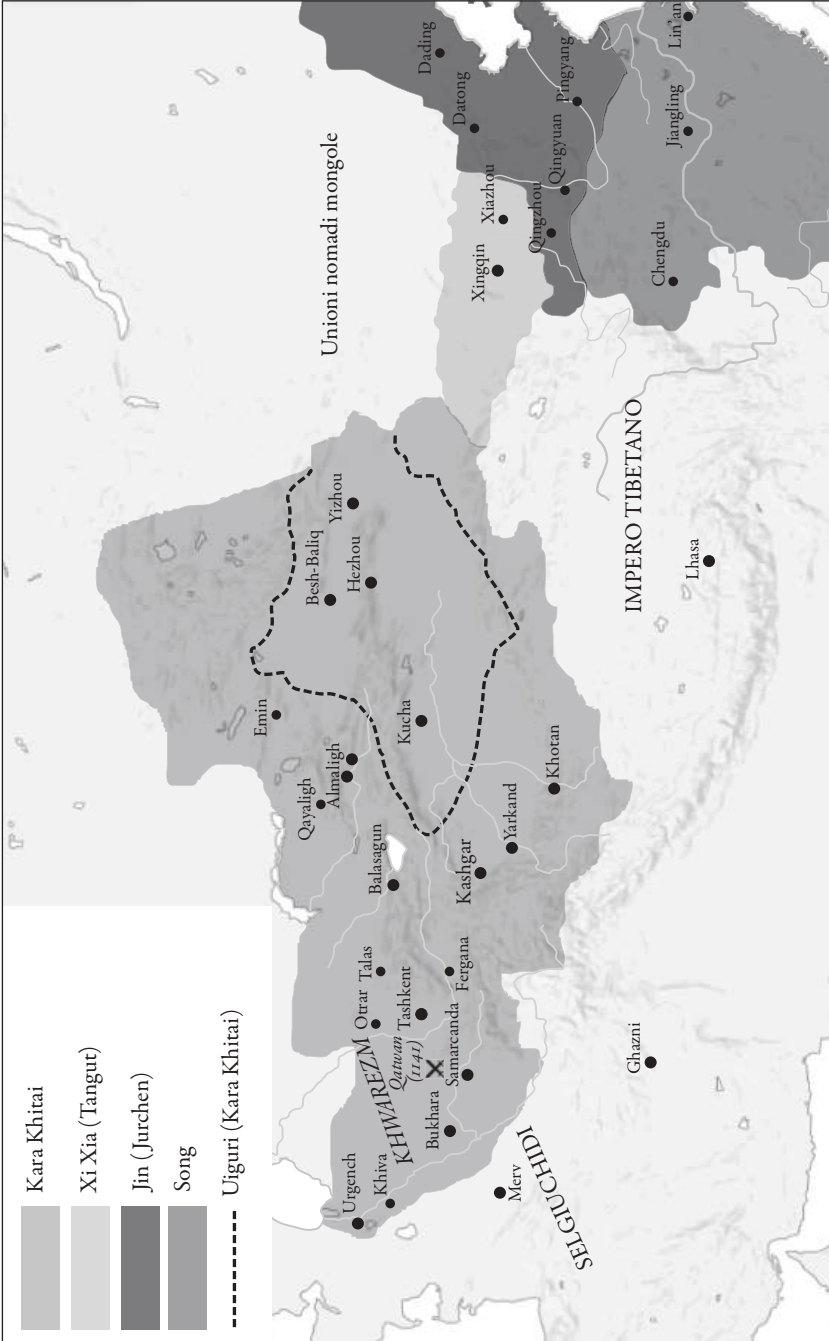 Kara Khitai
Xi Xia (Tangut)
Jin (Jurchen)
Song
Uiguri (Kara Khitai)
Unioni nomadi mongole
Dading
Datong
Pingyang
Qingyuan
Qingzhou
Xiazhou
Xingqin
Lin'an
Jiangling
Chengdu
Yizhou
Besh-Baliq
Hezhou
Emin
Kucha
Qayaligh
Almaligh
Balasagun
Khotan
Yarkand
Kashgar
Talas
Otrar
Tashkent
Fergana
KHWAREZM
Qatwan
(1141)
Samarcanda
Bukhara
Urgench
Khiva
Merv
SELGIUCHIDI
Ghazni
IMPERO TIBETANO
Lhasa